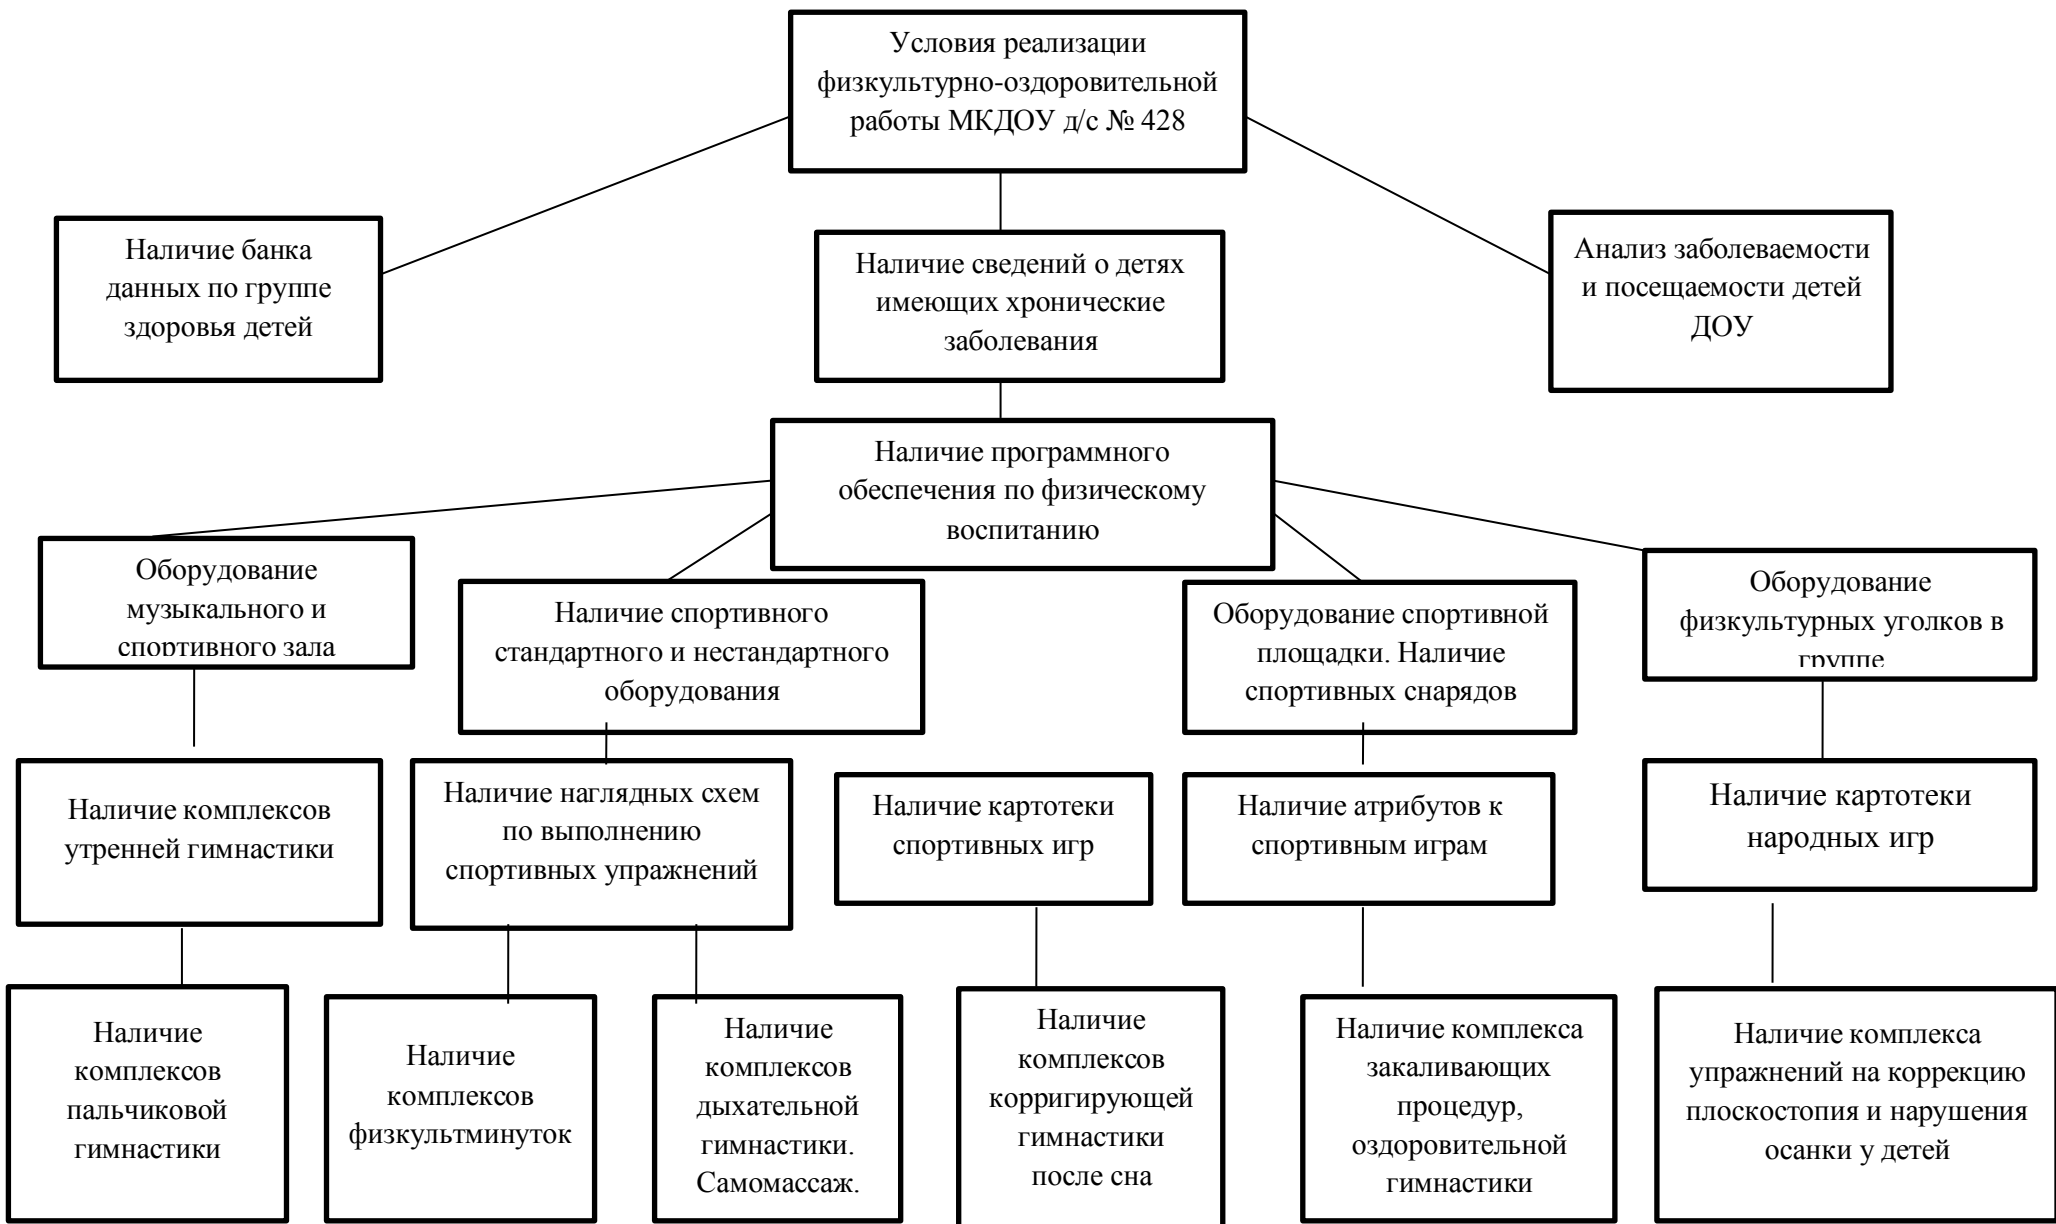 Условия реализации
физкультурно-оздоровительной
работы МКДОУ д/с № 428
Наличие банка
данных по группе
здоровья детей
Наличие сведений о детях
имеющих хронические
заболевания
Анализ заболеваемости
и посещаемости детей
ДОУ
Наличие программного
обеспечения по физическому
воспитанию
Оборудование
музыкального и
спортивного зала
Наличие спортивного
стандартного и нестандартного
оборудования
Оборудование спортивной
площадки. Наличие
спортивных снарядов
Оборудование
физкультурных уголков в
группе
Наличие комплексов
утренней гимнастики
Наличие наглядных схем
по выполнению
спортивных упражнений
Наличие картотеки
спортивных игр
Наличие атрибутов к
спортивным играм
Наличие картотеки
народных игр
Наличие
комплексов
пальчиковой
гимнастики
Наличие
комплексов
физкультминуток
Наличие
комплексов
дыхательной
гимнастики.
Самомассаж.
Наличие
комплексов
корригирующей
гимнастики
после сна
Наличие комплекса
закаливающих
процедур,
оздоровительной
гимнастики
Наличие комплекса
упражнений на коррекцию
плоскостопия и нарушения
осанки у детей